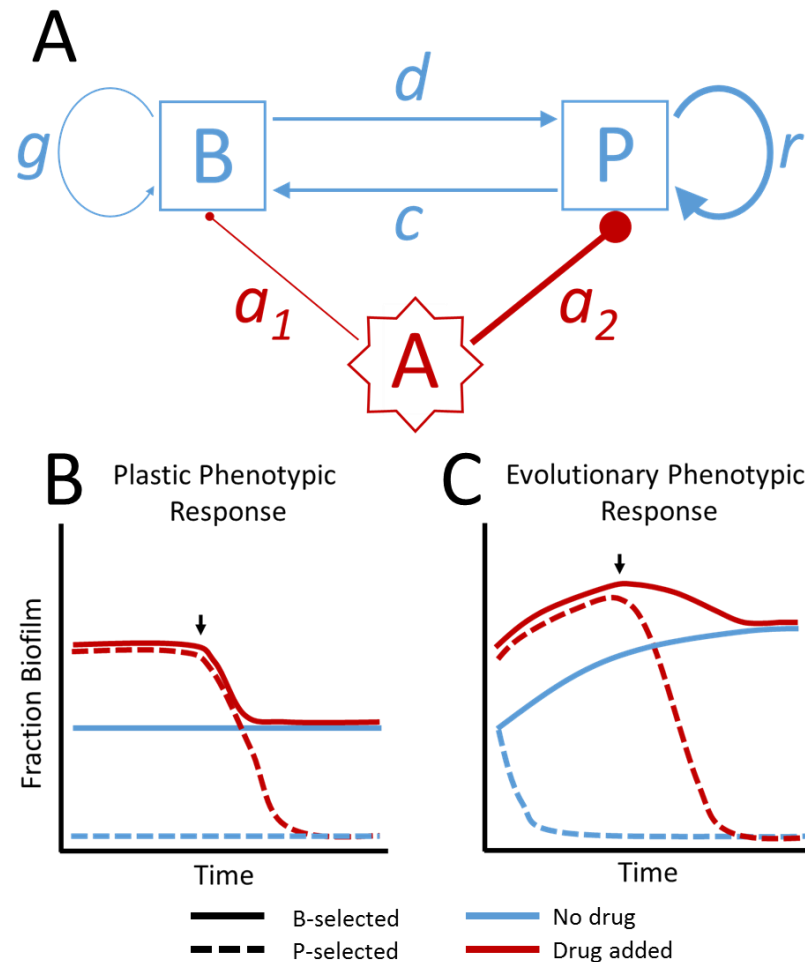 A
d
g
B
P
r
c
a1
a2
A
B
Plastic Phenotypic
Response
C
Evolutionary Phenotypic
Response
Fraction Biofilm
Time
Time
B-selected
No drug
P-selected
Drug added